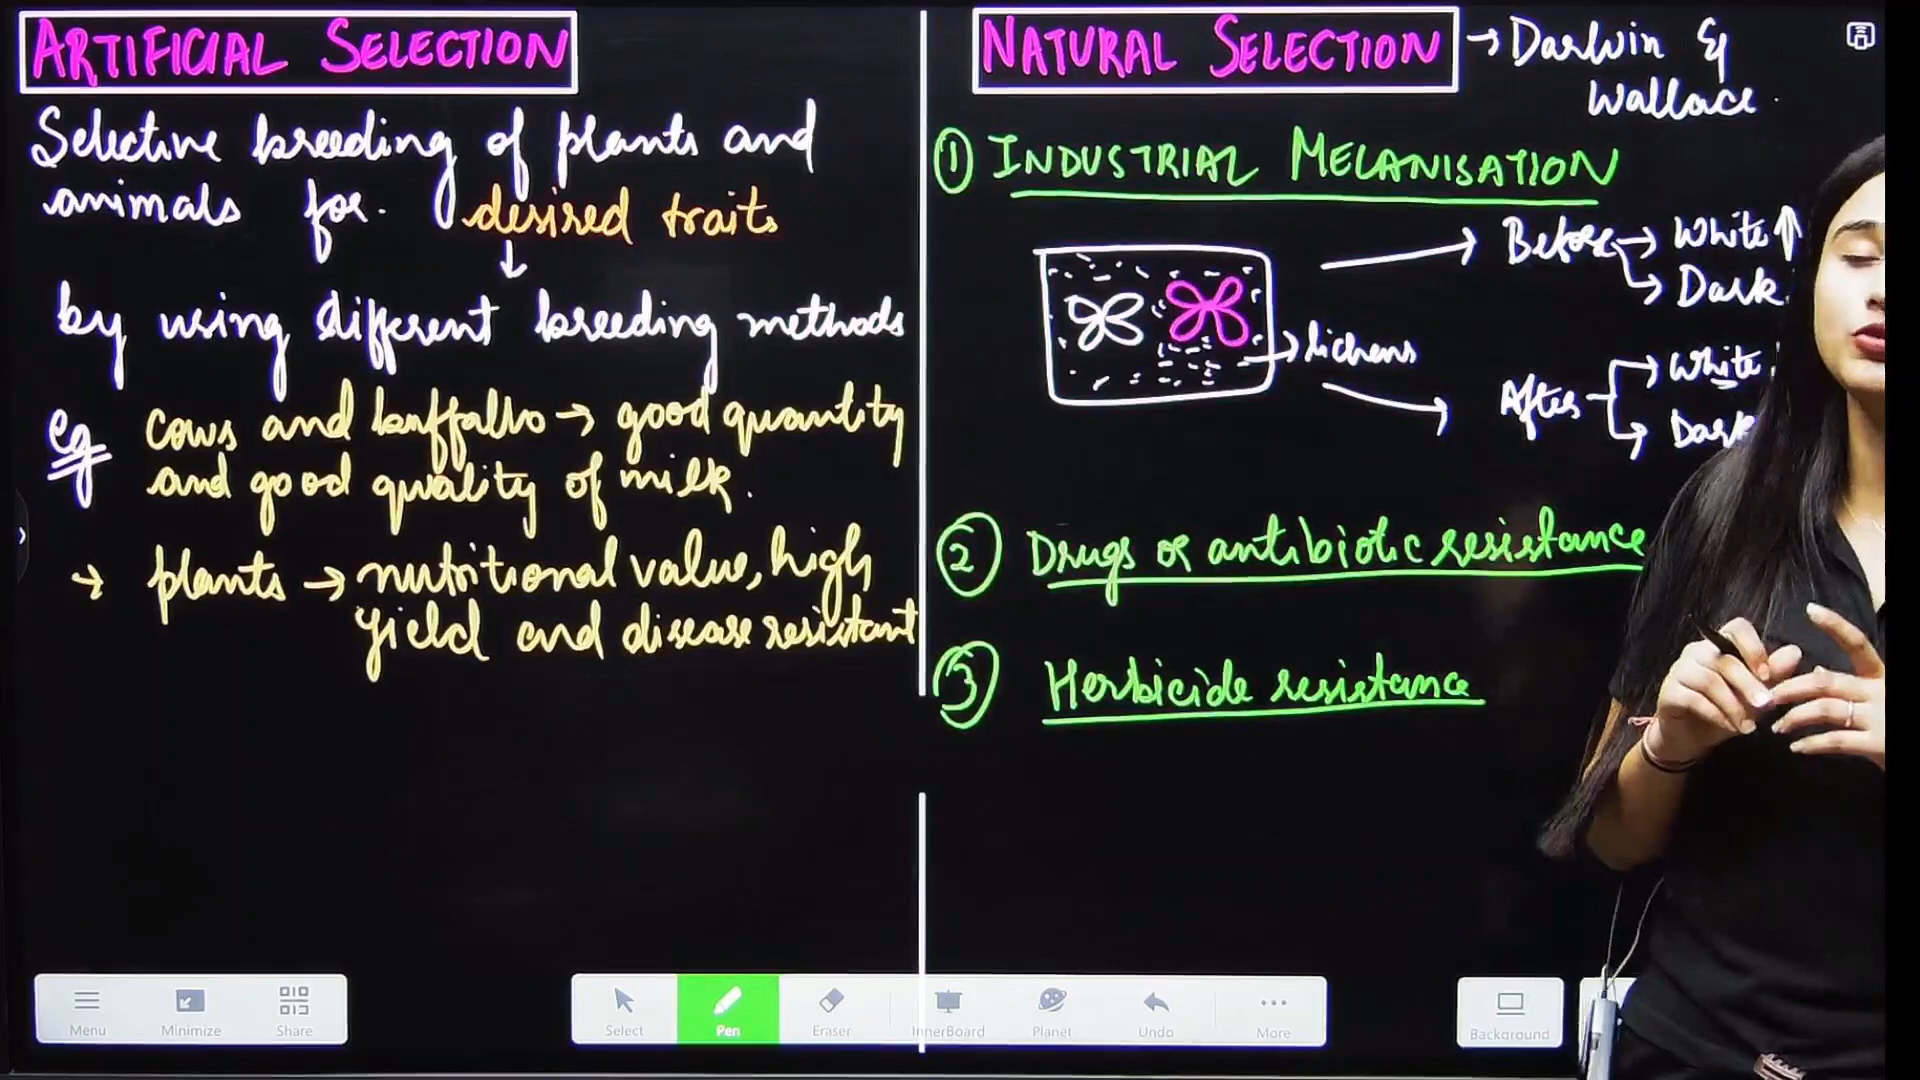 ARTIFICIAL SELECTION
Selective breeding of plants and
animals for desired traits
↓
by using different breeding methods
eg cows and buffallo → good quantity
and good quality of milk.
→ plants → nutritional value, high
yield and disease resistant
NATURAL SELECTION → Darwin &
Wallace
① INDUSTRIAL MELANISATION
→ Before → White ↑
→ Dark
→ lichens
→ After → White
→ Dark
② Drugs or antibiotic resistance
③ Herbicide resistance
Menu Minimize Share Select Pen Eraser InnerBoard Planet Undo More Background